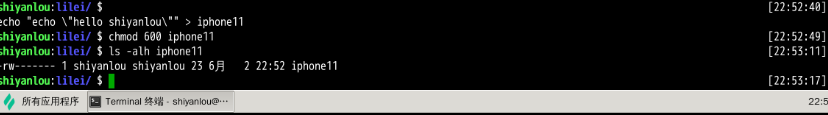 shiyanlou:lilei/ $ [22:52:40]
echo "echo \"hello shiyanlou\"" > iphone11
shiyanlou:lilei/ $ chmod 600 iphone11 [22:52:49]
shiyanlou:lilei/ $ ls -alh iphone11 [22:53:11]
-rw------- 1 shiyanlou shiyanlou 23 6月   2 22:52 iphone11
shiyanlou:lilei/ $ [22:53:17]
所有应用程序 Terminal 终端 - shiyanlou@··· 22:5